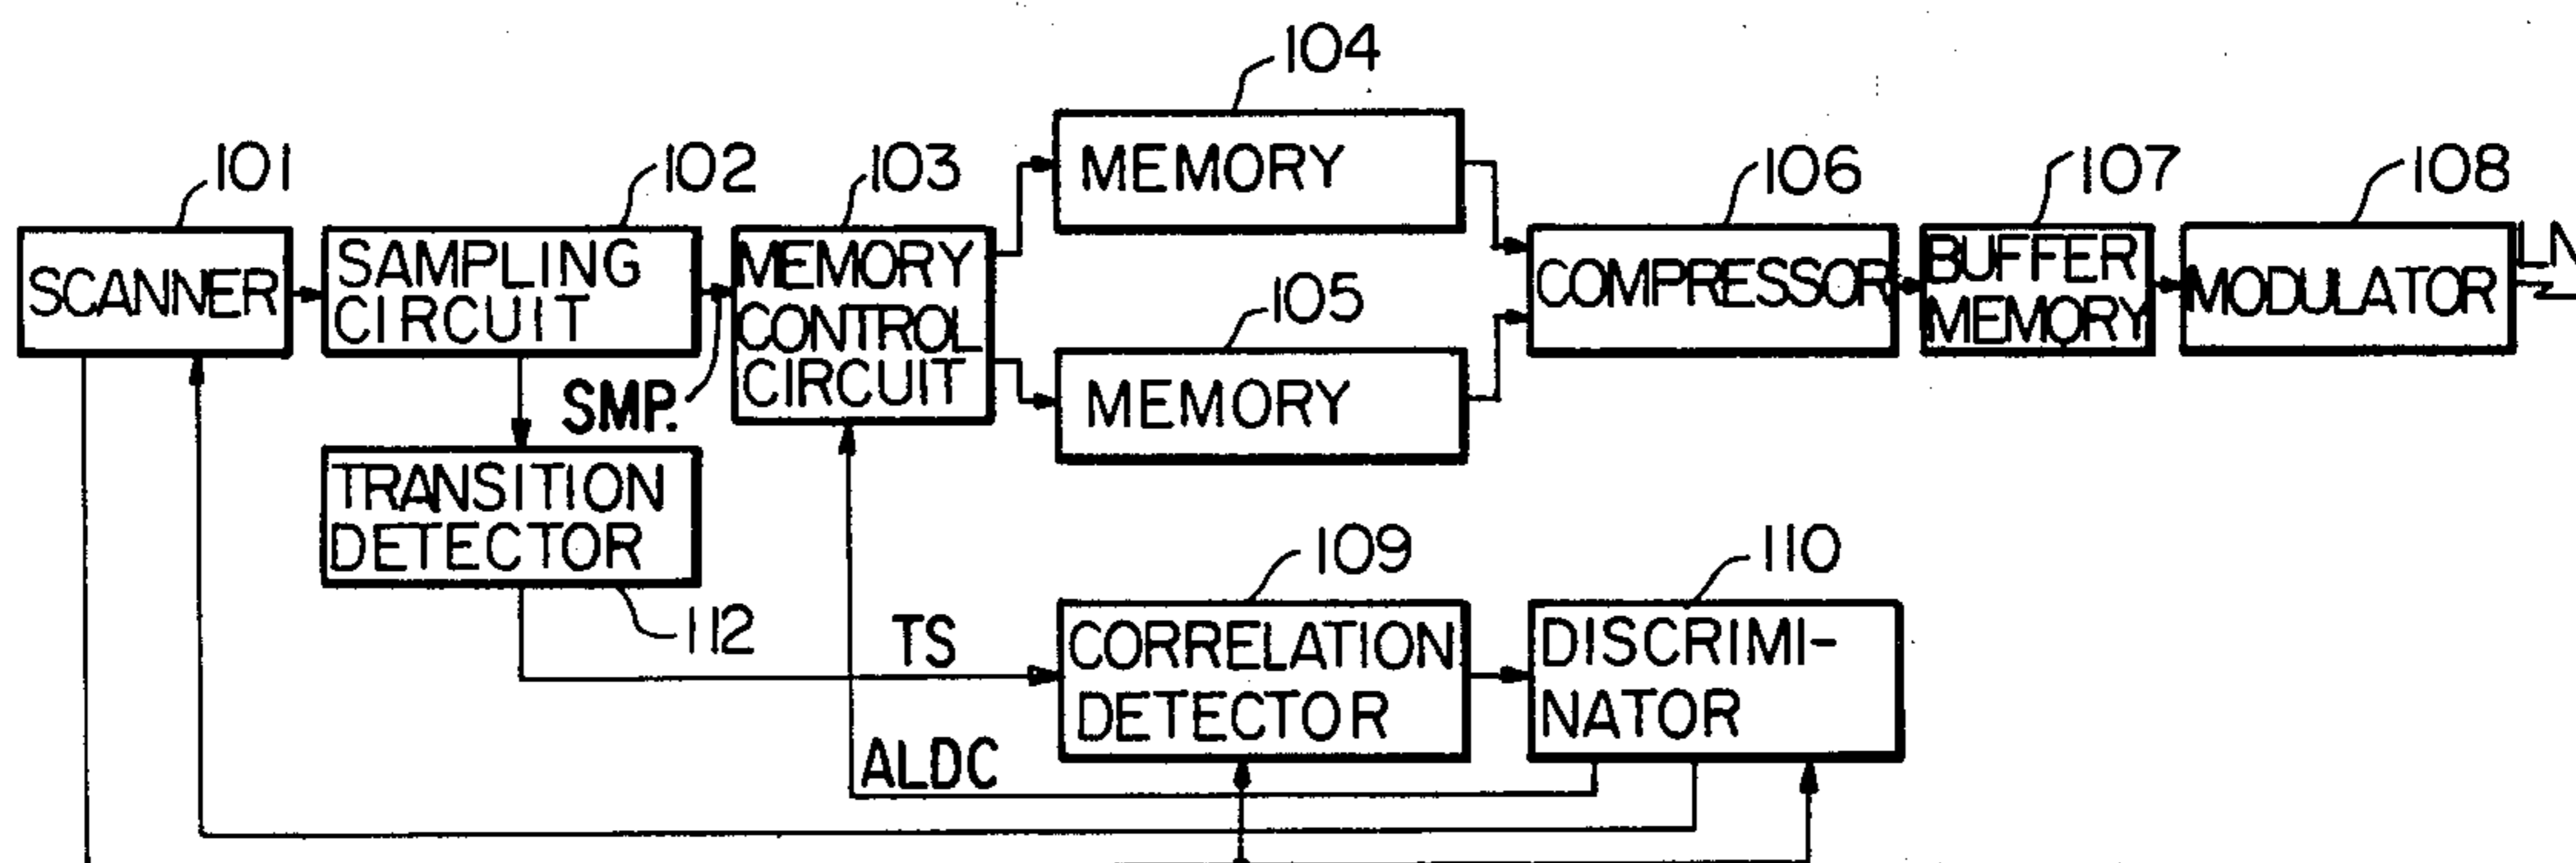 104
101
102
103
106
107
108
MEMORY
SCANNER
SAMPLING
CIRCUIT
MEMORY
CONTROL
CIRCUIT
COMPRESSOR
BUFFER
MEMORY
MODULATOR
LN
105
SMP.
MEMORY
TRANSITION
DETECTOR
112
109
110
TS
CORRELATION
DETECTOR
DISCRIMI-
NATOR
ALDC